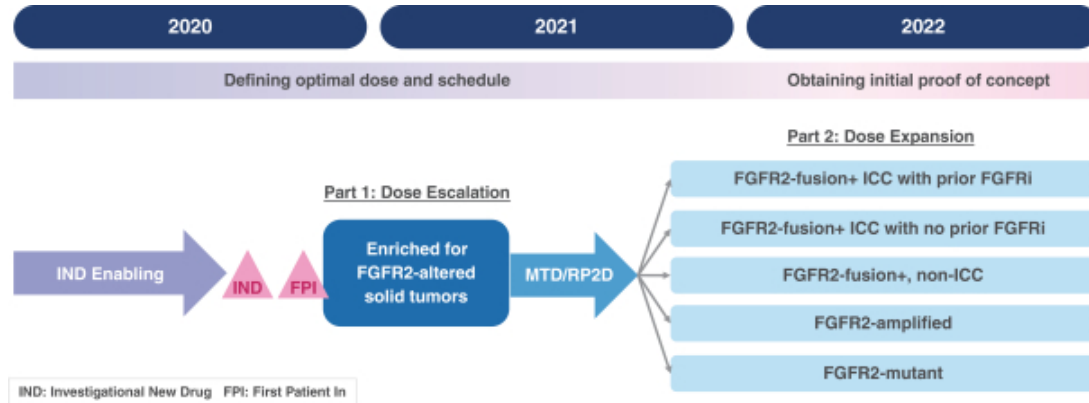 2020 2021 2022
Defining optimal dose and schedule Obtaining initial proof of concept
Part 2: Dose Expansion
FGFR2-fusion+ ICC with prior FGFRi
Part 1: Dose Escalation
FGFR2-fusion+ ICC with no prior FGFRi
IND Enabling
IND
FPI
Enriched for
FGFR2-altered
solid tumors
MTD/RP2D
FGFR2-fusion+, non-ICC
FGFR2-amplified
FGFR2-mutant
IND: Investigational New Drug FPI: First Patient In